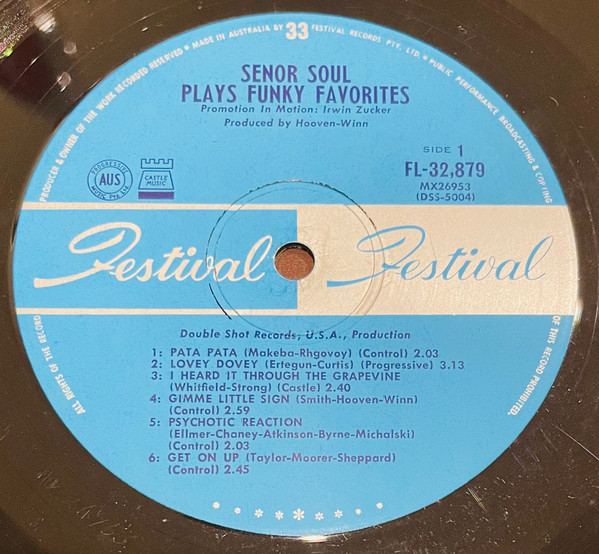 PRODUCER & OWNER OF THE WORK RECORDED RESERVED ★ MADE IN AUSTRALIA BY 33 FESTIVAL RECORDS PTY. LTD. ★ PUBLIC PERFORMANCE BROADCASTING & COPYING
SENOR SOUL
PLAYS FUNKY FAVORITES
Promotion In Motion: Irwin Zucker
Produced by Hooven-Winn
SIDE 1
FL-32,879
MX26953
(DSS-5004)
PROGRESSIVE
AUS
MUSIC Pty Ltd
CASTLE
MUSIC
Festival Festival
Double Shot Records, U.S.A., Production
1: PATA PATA (Makeba-Rhgovoy) (Control) 2.03
2: LOVEY DOVEY (Ertegun-Curtis) (Progressive) 3.13
3: I HEARD IT THROUGH THE GRAPEVINE
(Whitfield-Strong) (Castle) 2.40
4: GIMME LITTLE SIGN (Smith-Hooven-Winn)
(Control) 2.59
5: PSYCHOTIC REACTION
(Ellmer-Chaney-Atkinson-Byrne-Michalski)
(Control) 2.03
6: GET ON UP (Taylor-Moorer-Sheppard)
(Control) 2.45
ALL RIGHTS OF THE RECORD
OF THIS RECORD PROHIBITED.